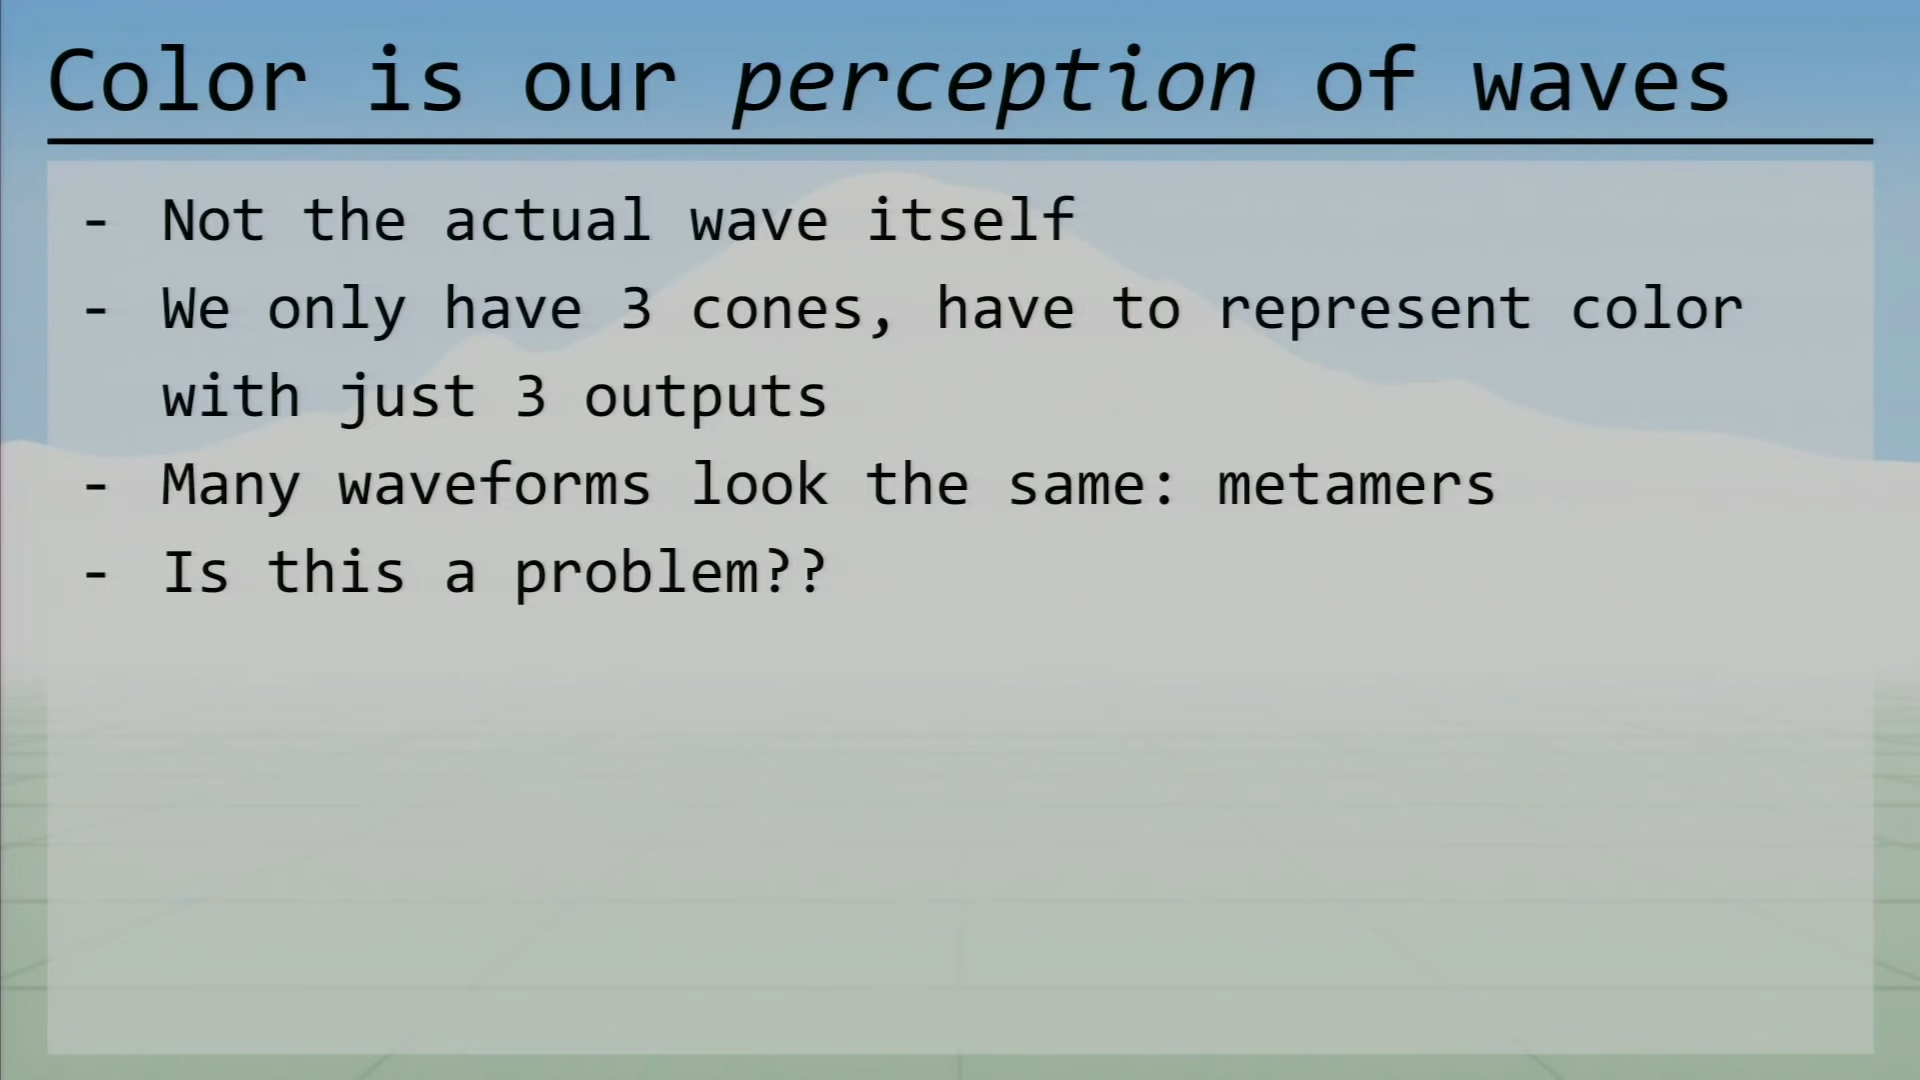 Color is our perception of waves
- Not the actual wave itself
- We only have 3 cones, have to represent color
with just 3 outputs
- Many waveforms look the same: metamers
- Is this a problem??